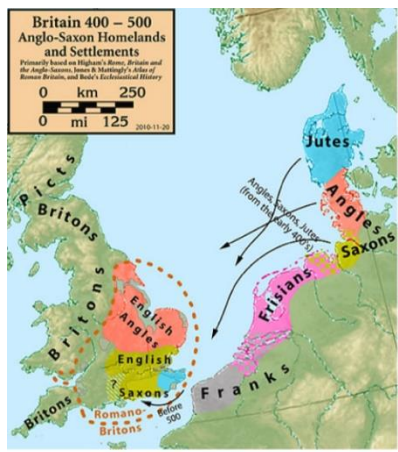 Britain 400 – 500
Anglo-Saxon Homelands
and Settlements
Primarily based on Higham's Rome, Britain and
the Anglo-Saxons, Jones & Mattingly's Atlas of
Roman Britain, and Bede's Ecclesiastical History
0 km 250
0 mi 125
2010-11-20
Jutes
Angles
Saxons
Angles, Saxons, Jutes
(from the early 400's)
Frisians
Franks
Picts
Britons
Britons
English
Angles
English
?
Saxons
Britons
Romano-
Britons
Before
500